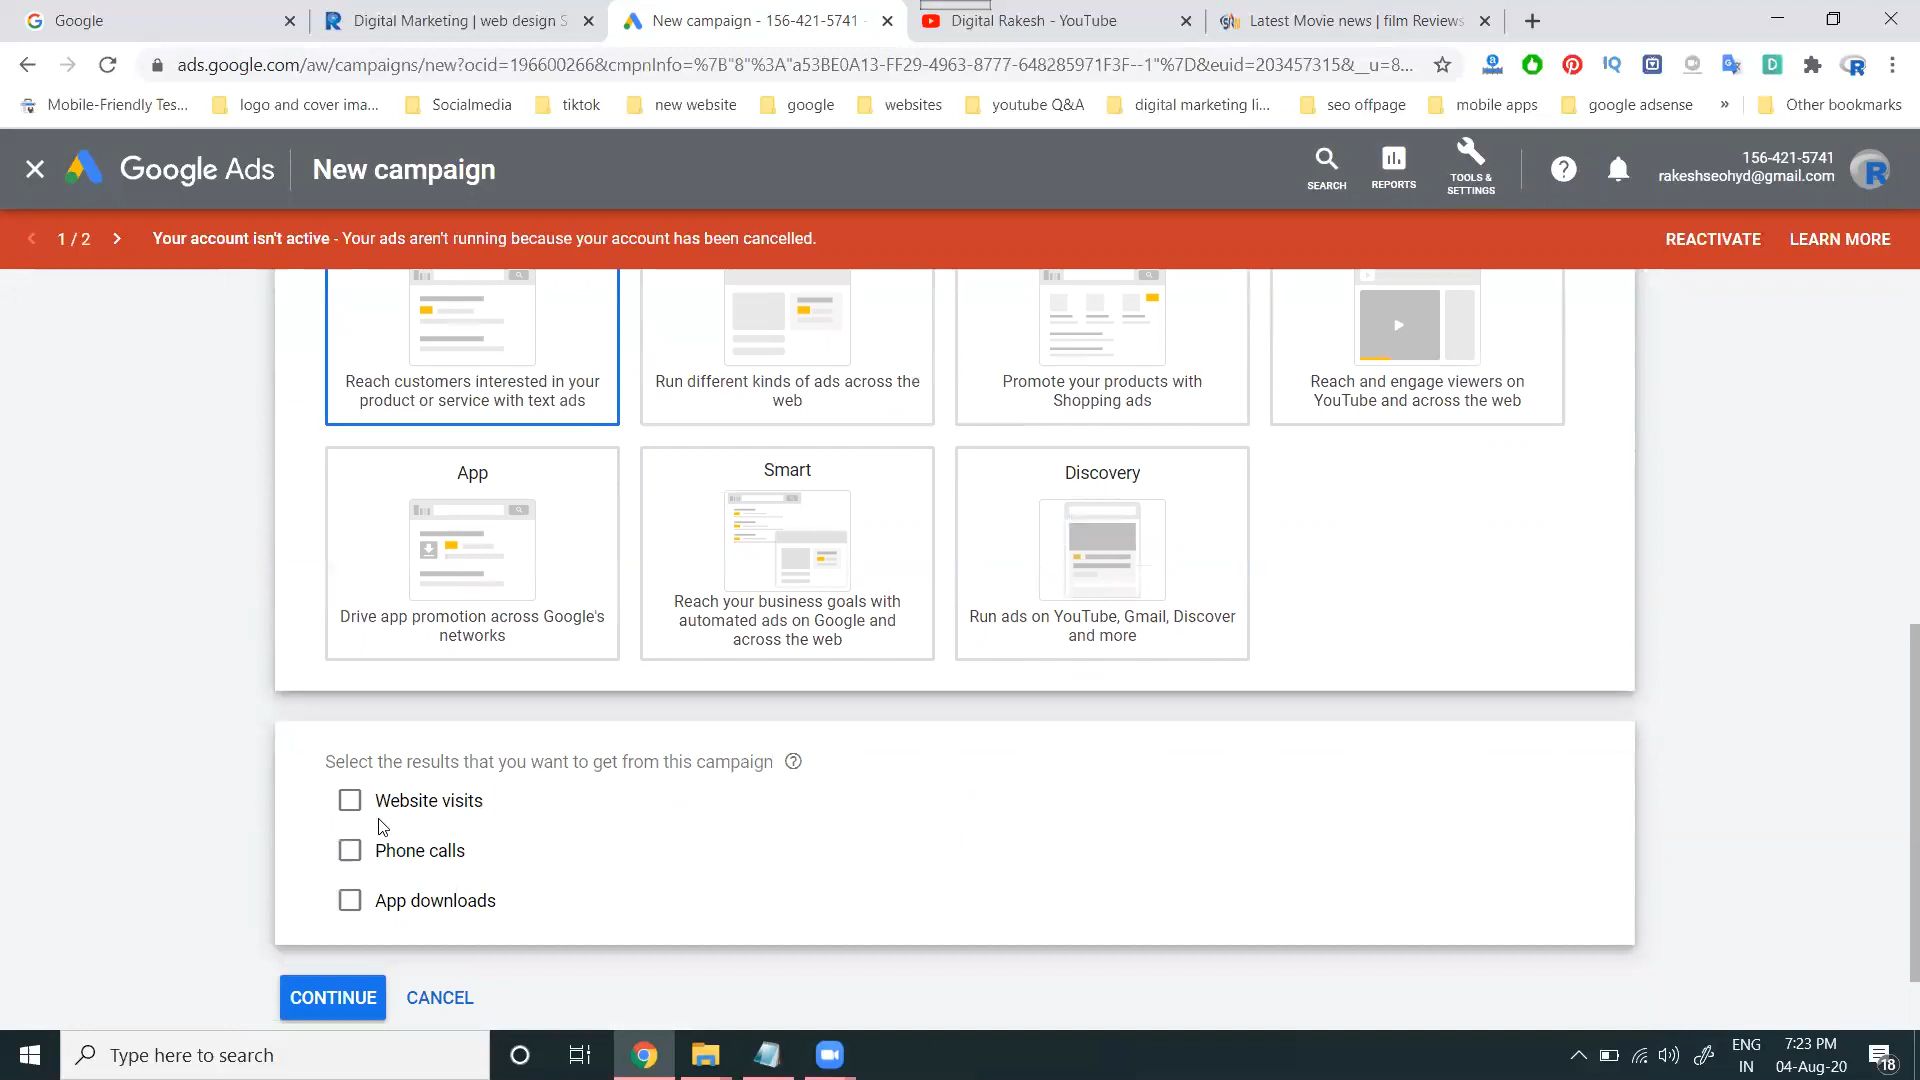 Google
Digital Marketing | web design S
New campaign - 156-421-5741 -
Digital Rakesh - YouTube
Latest Movie news | film Reviews
ads.google.com/aw/campaigns/new?ocid=196600266&cmpnInfo=%7B"8"%3A"a53BE0A13-FF29-4963-8777-648285971F3F--1"%7D&euid=203457315&__u=8...
Mobile-Friendly Tes...
logo and cover ima...
Socialmedia
tiktok
new website
google
websites
youtube Q&A
digital marketing li...
seo offpage
mobile apps
google adsense
»
Other bookmarks
Google Ads
New campaign
SEARCH
REPORTS
TOOLS &
SETTINGS
156-421-5741
rakeshseohyd@gmail.com
1 / 2
Your account isn't active - Your ads aren't running because your account has been cancelled.
REACTIVATE
LEARN MORE
Reach customers interested in your
product or service with text ads
Run different kinds of ads across the
web
Promote your products with
Shopping ads
Reach and engage viewers on
YouTube and across the web
App
Drive app promotion across Google's
networks
Smart
Reach your business goals with
automated ads on Google and
across the web
Discovery
Run ads on YouTube, Gmail, Discover
and more
Select the results that you want to get from this campaign
Website visits
Phone calls
App downloads
CONTINUE
CANCEL
Type here to search
ENG
IN
7:23 PM
04-Aug-20
18